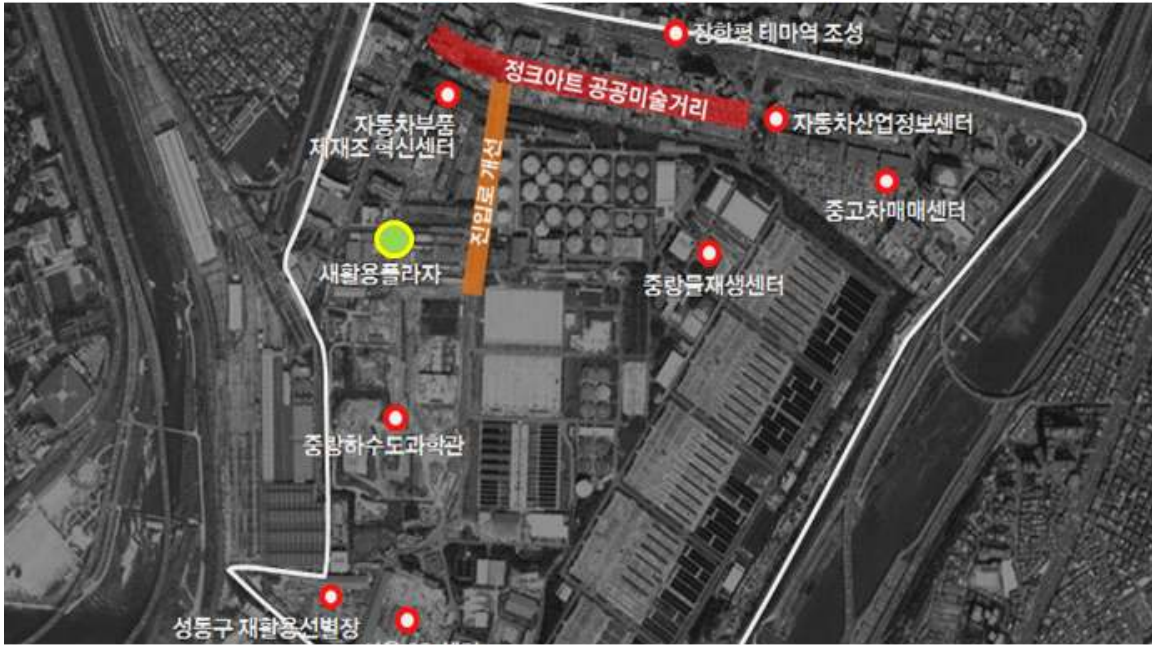 장한평 테마역 조성
정크아트 공공미술거리
자동차부품
제재조 혁신센터
자동차산업정보센터
중고차매매센터
진입로 개선
새활용플라자
중랑물재생센터
중랑하수도과학관
성동구 재활용선별장